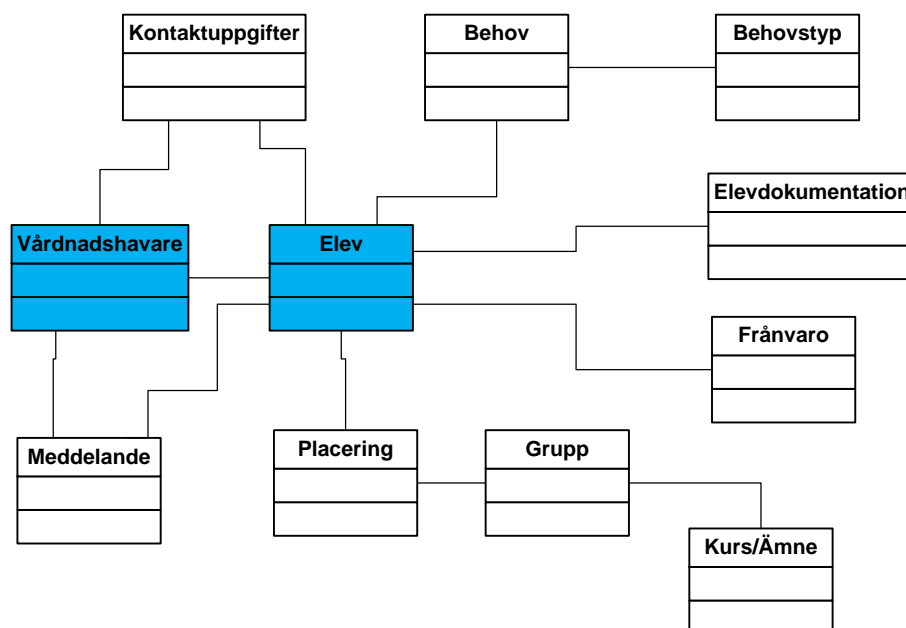 Kontaktuppgifter
Behov
Behovstyp
Elevdokumentation
Vårdnadshavare
Elev
Frånvaro
Meddelande
Placering
Grupp
Kurs/Ämne